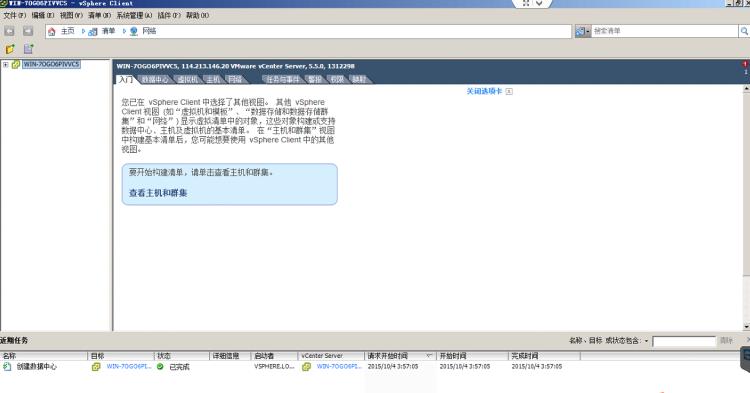 WIN-7OGO6PIVVC5 - vSphere Client
文件(F) 编辑(E) 视图(V) 清单(N) 系统管理(A) 插件(P) 帮助(H)
主页 清单 网络 搜索清单
WIN-7OGO6PIVVC5
WIN-7OGO6PIVVC5, 114.213.146.20 VMware vCenter Server, 5.5.0, 1312298
入门 数据中心 虚拟机 主机 网络 任务与事件 警报 权限 映射
关闭选项卡 X
您已在 vSphere Client 中选择了其他视图。 其他 vSphere
Client 视图 (如“虚拟机和模板”、“数据存储和数据存储群
集”和“网络”) 显示虚拟清单中的对象，这些对象构建或支持
数据中心、主机及虚拟机的基本清单。 在“主机和群集”视图
中构建基本清单后，您可能想要使用 vSphere Client 中的其他
视图。
要开始构建清单，请单击查看主机和群集。
查看主机和群集
近期任务 名称、目标 或状态包含: 清除
名称 目标 状态 详细信息 启动者 vCenter Server 请求开始时间 开始时间 完成时间
创建数据中心 WIN-7OGO6PI... 已完成 VSPHERE.LO... WIN-7OGO6PI... 2015/10/4 3:57:05 2015/10/4 3:57:05 2015/10/4 3:57:05